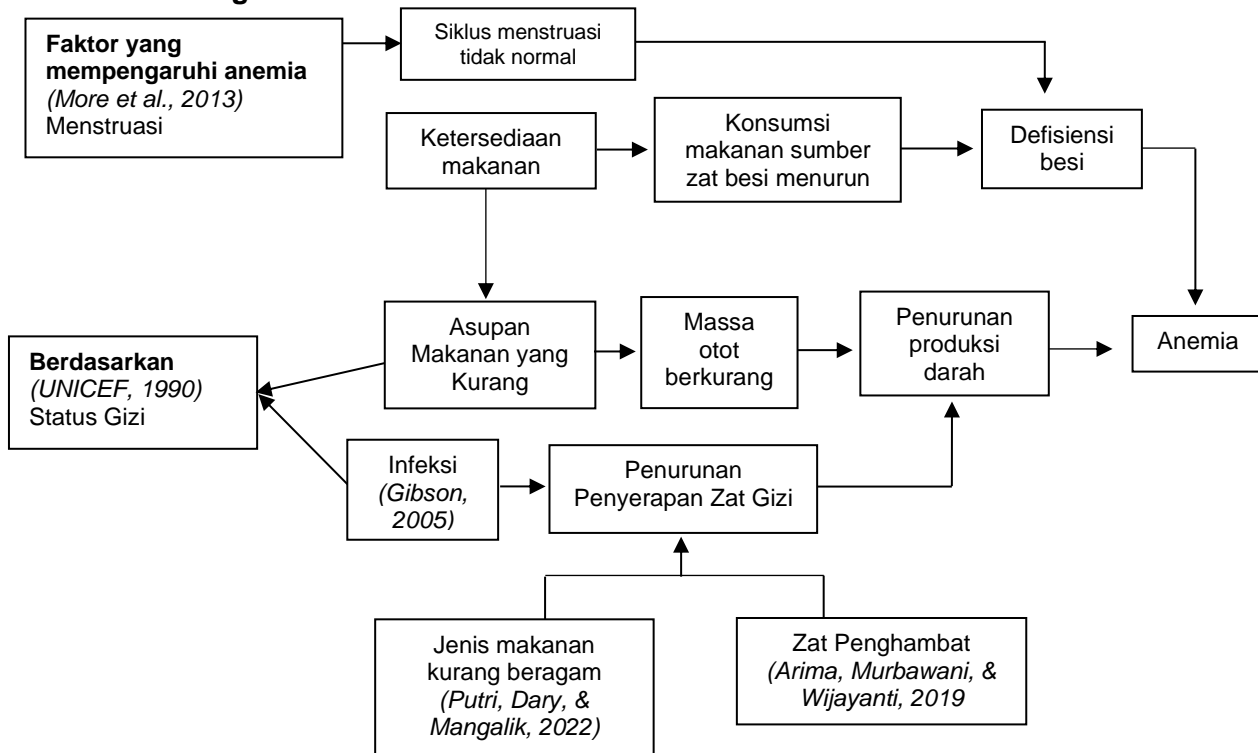 Faktor yang
mempengaruhi anemia
(More et al., 2013)
Menstruasi
Siklus menstruasi
tidak normal
Ketersediaan
makanan
Konsumsi
makanan sumber
zat besi menurun
Defisiensi
besi
Berdasarkan
(UNICEF, 1990)
Status Gizi
Asupan
Makanan yang
Kurang
Massa
otot
berkurang
Penurunan
produksi
darah
Anemia
Infeksi
(Gibson,
2005)
Penurunan
Penyerapan Zat Gizi
Jenis makanan
kurang beragam
(Putri, Dary, &
Mangalik, 2022)
Zat Penghambat
(Arima, Murbawani, &
Wijayanti, 2019